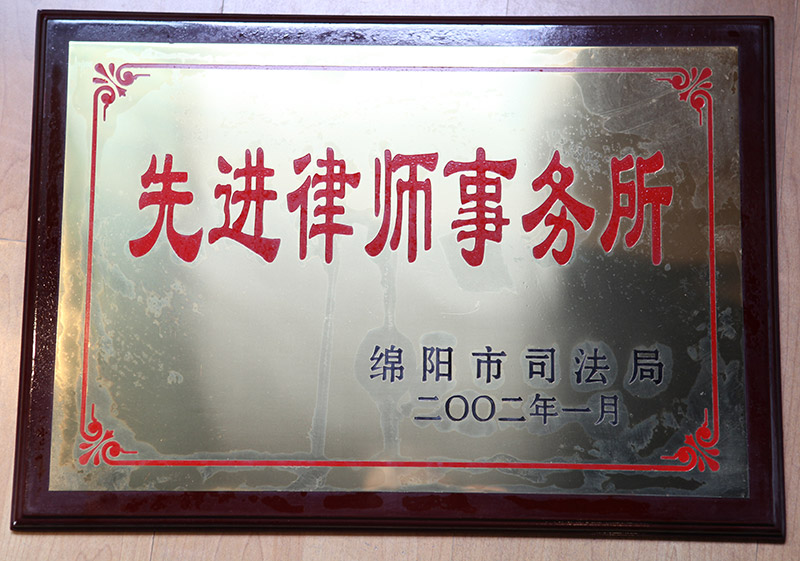 先进律师事务所
绵阳市司法局
二〇〇二年一月